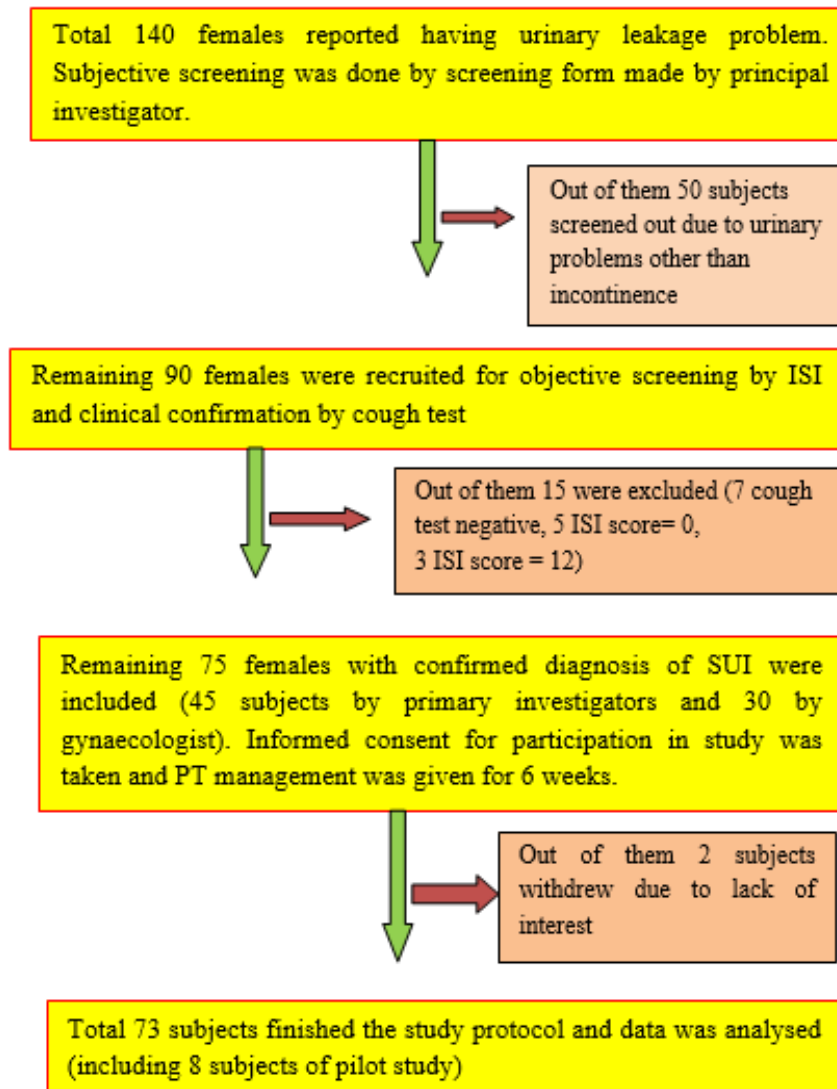 Total 140 females reported having urinary leakage problem.
Subjective screening was done by screening form made by principal
investigator.
Out of them 50 subjects
screened out due to urinary
problems other than
incontinence
Remaining 90 females were recruited for objective screening by ISI
and clinical confirmation by cough test
Out of them 15 were excluded (7 cough
test negative, 5 ISI score= 0,
3 ISI score = 12)
Remaining 75 females with confirmed diagnosis of SUI were
included (45 subjects by primary investigators and 30 by
gynaecologist). Informed consent for participation in study was
taken and PT management was given for 6 weeks.
Out of them 2 subjects
withdrew due to lack of
interest
Total 73 subjects finished the study protocol and data was analysed
(including 8 subjects of pilot study)